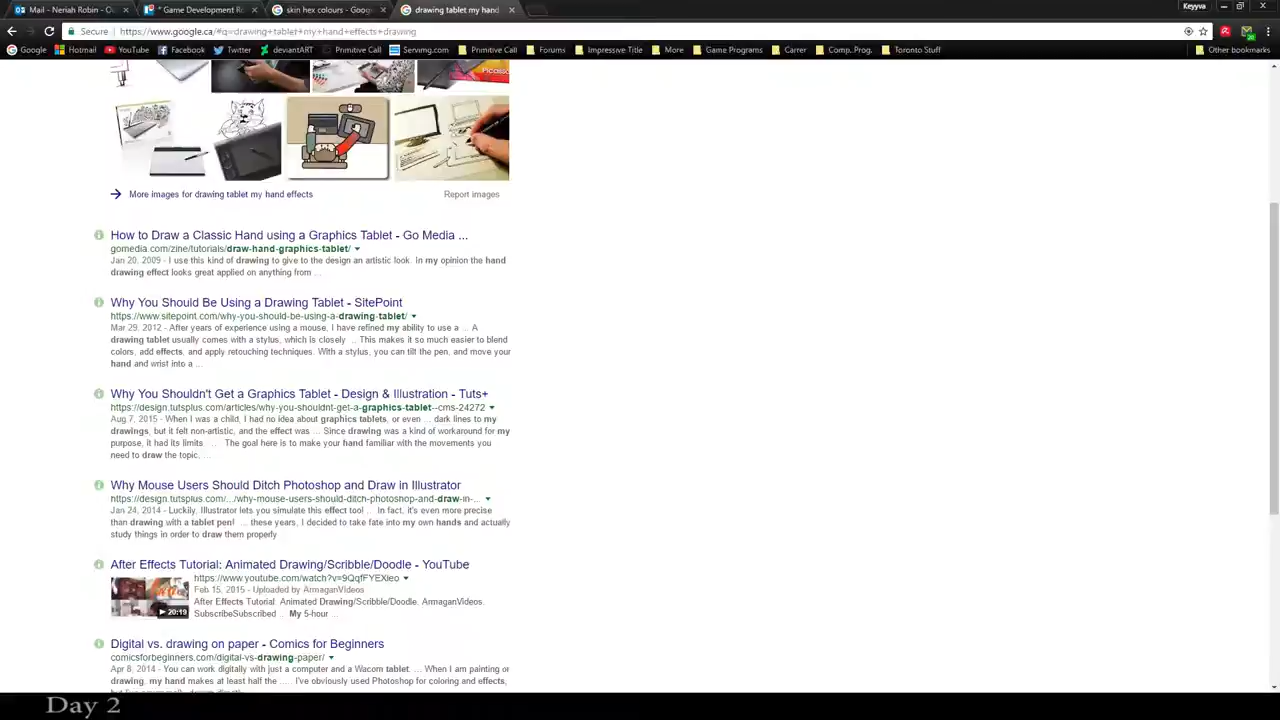 Mail - Neriah Robin - O
* Game Development R
skin hex colours - Goog
drawing tablet my hand
Keyyva
Secure
https://www.google.ca/#q=drawing+tablet+my+hand+effects+drawing
Google
Hotmail
YouTube
Facebook
Twitter
deviantART
Primitive Call
Servimg.com
Primitive Call
Forums
Impressive Title
More
Game Programs
Carrer
Comp. Prog.
Toronto Stuff
Other bookmarks
More images for drawing tablet my hand effects
Report images
How to Draw a Classic Hand using a Graphics Tablet - Go Media ...
gomedia.com/zine/tutorials/draw-hand-graphics-tablet/
Jan 20, 2009 - I use this kind of drawing to give to the design an artistic look. In my opinion the hand
drawing effect looks great applied on anything from ...
Why You Should Be Using a Drawing Tablet - SitePoint
https://www.sitepoint.com/why-you-should-be-using-a-drawing-tablet/
Mar 29, 2012 - After years of experience using a mouse, I have refined my ability to use a ... A
drawing tablet usually comes with a stylus, which is closely ... This makes it so much easier to blend
colors, add effects, and apply retouching techniques. With a stylus, you can tilt the pen, and move your
hand and wrist into a ...
Why You Shouldn't Get a Graphics Tablet - Design & Illustration - Tuts+
https://design.tutsplus.com/articles/why-you-shouldnt-get-a-graphics-tablet--cms-24272
Aug 7, 2015 - When I was a child, I had no idea about graphics tablets, or even ... dark lines to my
drawings, but it felt non-artistic, and the effect was ... Since drawing was a kind of workaround for my
purpose, it had its limits. ... The goal here is to make your hand familiar with the movements you
need to draw the topic, ...
Why Mouse Users Should Ditch Photoshop and Draw in Illustrator
https://design.tutsplus.com/.../why-mouse-users-should-ditch-photoshop-and-draw-in-...
Jan 24, 2014 - Luckily, Illustrator lets you simulate this effect too! ... In fact, it's even more precise
than drawing with a tablet pen! ... these years, I decided to take fate into my own hands and actually
study things in order to draw them properly
After Effects Tutorial: Animated Drawing/Scribble/Doodle - YouTube
https://www.youtube.com/watch?v=9QqfFYEXieo
Feb 15, 2015 - Uploaded by ArmaganVideos
After Effects Tutorial. Animated Drawing/Scribble/Doodle. ArmaganVideos.
SubscribeSubscribed ... My 5-hour ...
20:19
Digital vs. drawing on paper - Comics for Beginners
comicsforbeginners.com/digital-vs-drawing-paper/
Apr 8, 2014 - You can work digitally with just a computer and a Wacom tablet. ... When I am painting or
drawing, my hand makes at least half the ..... I've obviously used Photoshop for coloring and effects,
Day 2